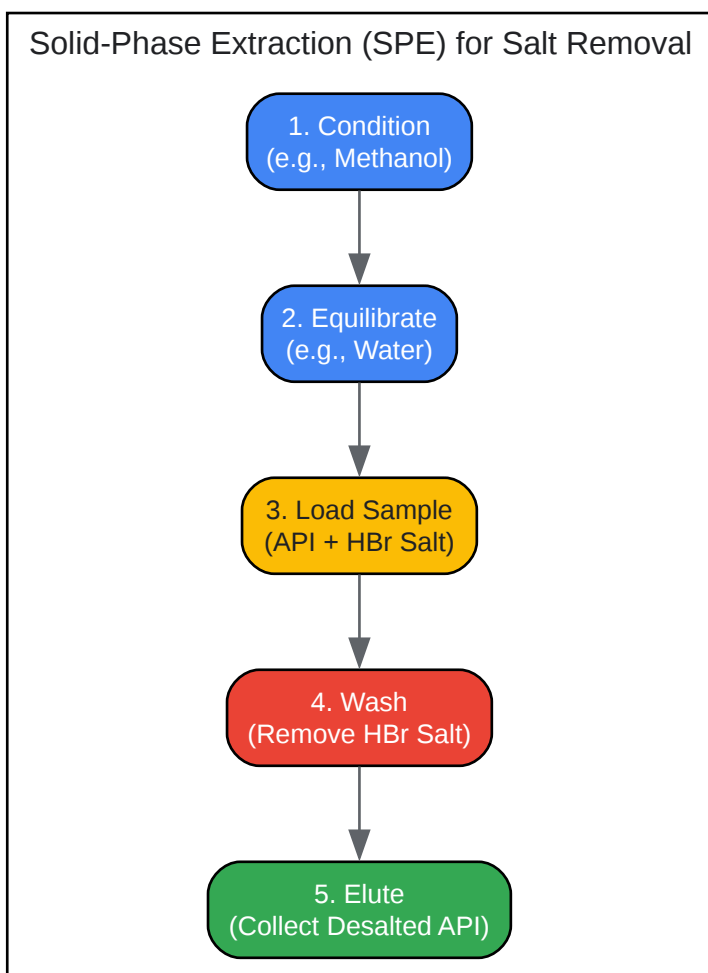 Solid-Phase Extraction (SPE) for Salt Removal
1. Condition
(e.g., Methanol)
2. Equilibrate
(e.g., Water)
3. Load Sample
(API + HBr Salt)
4. Wash
(Remove HBr Salt)
5. Elute
(Collect Desalted API)